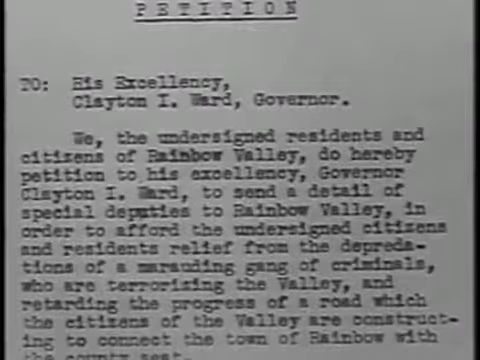 PETITION
TO: His Excellency,
Clayton I. Ward, Governor.
We, the undersigned residents and
citizens of Rainbow Valley, do hereby
petition to his excellency, Governor
Clayton I. Ward, to send a detail of
special deputies to Rainbow Valley, in
order to afford the undersigned citizens
and residents relief from the depreda-
tions of a marauding gang of criminals,
who are terrorizing the Valley, and
retarding the progress of a road which
the citizens of the Valley are construct-
ing to connect the town of Rainbow with
the county seat.